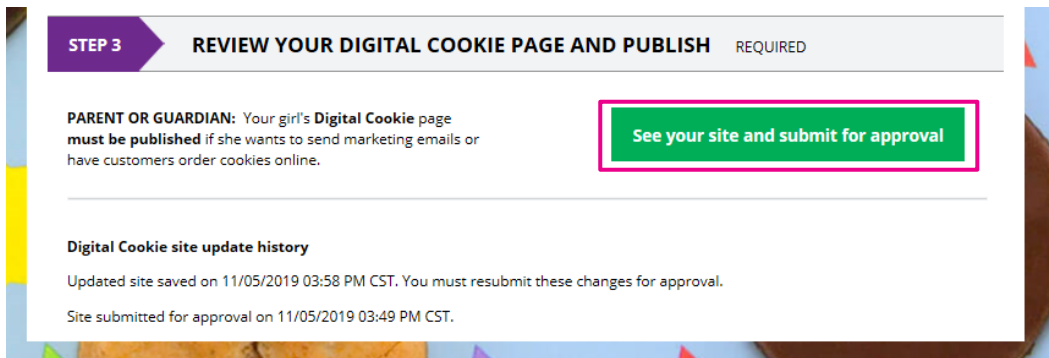 STEP 3 REVIEW YOUR DIGITAL COOKIE PAGE AND PUBLISH REQUIRED
PARENT OR GUARDIAN: Your girl's Digital Cookie page
must be published if she wants to send marketing emails or
have customers order cookies online.
See your site and submit for approval
Digital Cookie site update history
Updated site saved on 11/05/2019 03:58 PM CST. You must resubmit these changes for approval.
Site submitted for approval on 11/05/2019 03:49 PM CST.